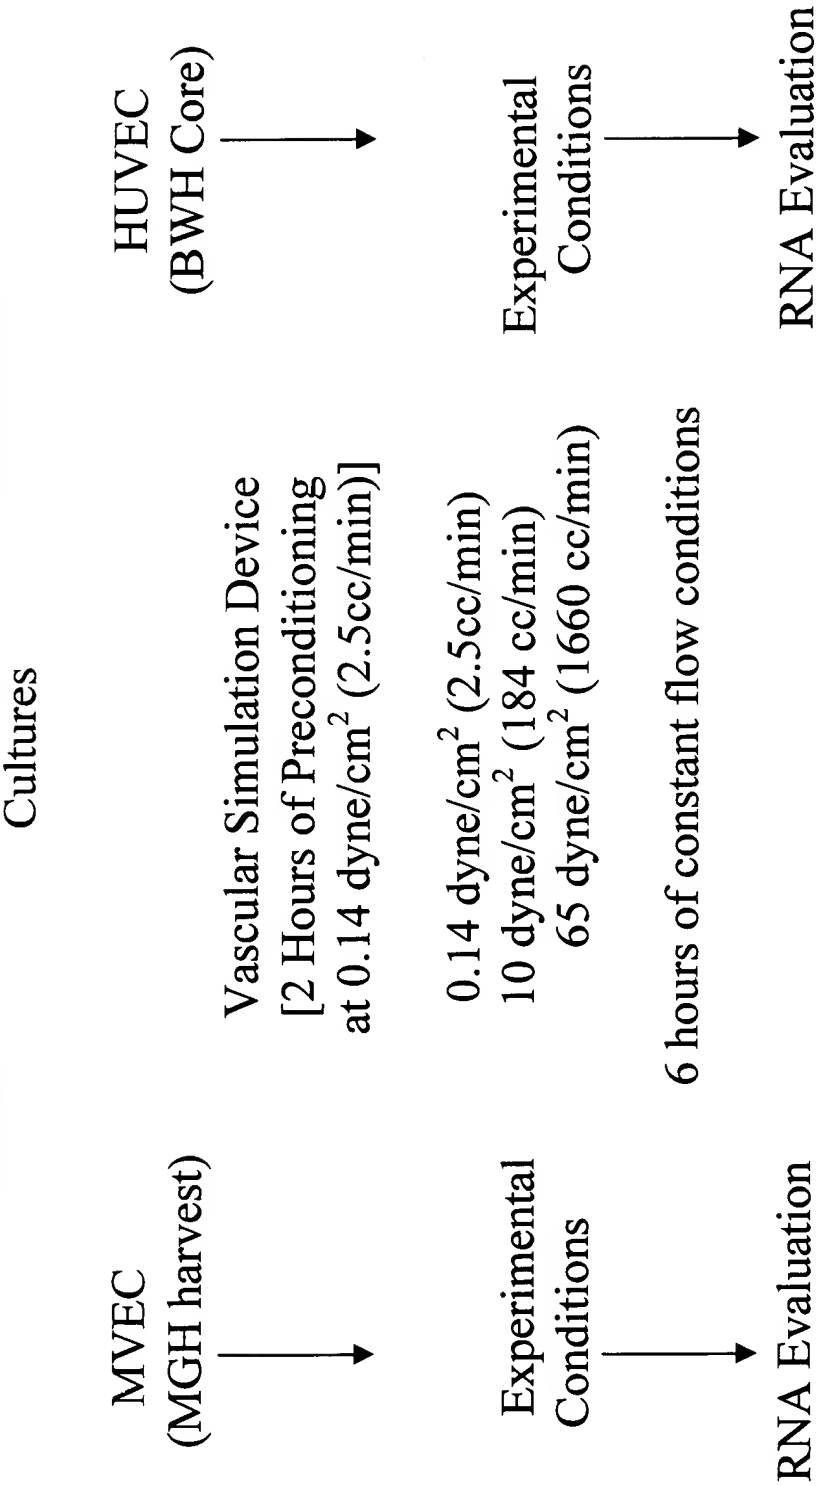 Cultures
MVEC
(MGH harvest)
Vascular Simulation Device
[2 Hours of Preconditioning
at 0.14 dyne/cm² (2.5cc/min)]
HUVEC
(BWH Core)
Experimental
Conditions
0.14 dyne/cm² (2.5cc/min)
10 dyne/cm² (184 cc/min)
65 dyne/cm² (1660 cc/min)
Experimental
Conditions
6 hours of constant flow conditions
RNA Evaluation
RNA Evaluation